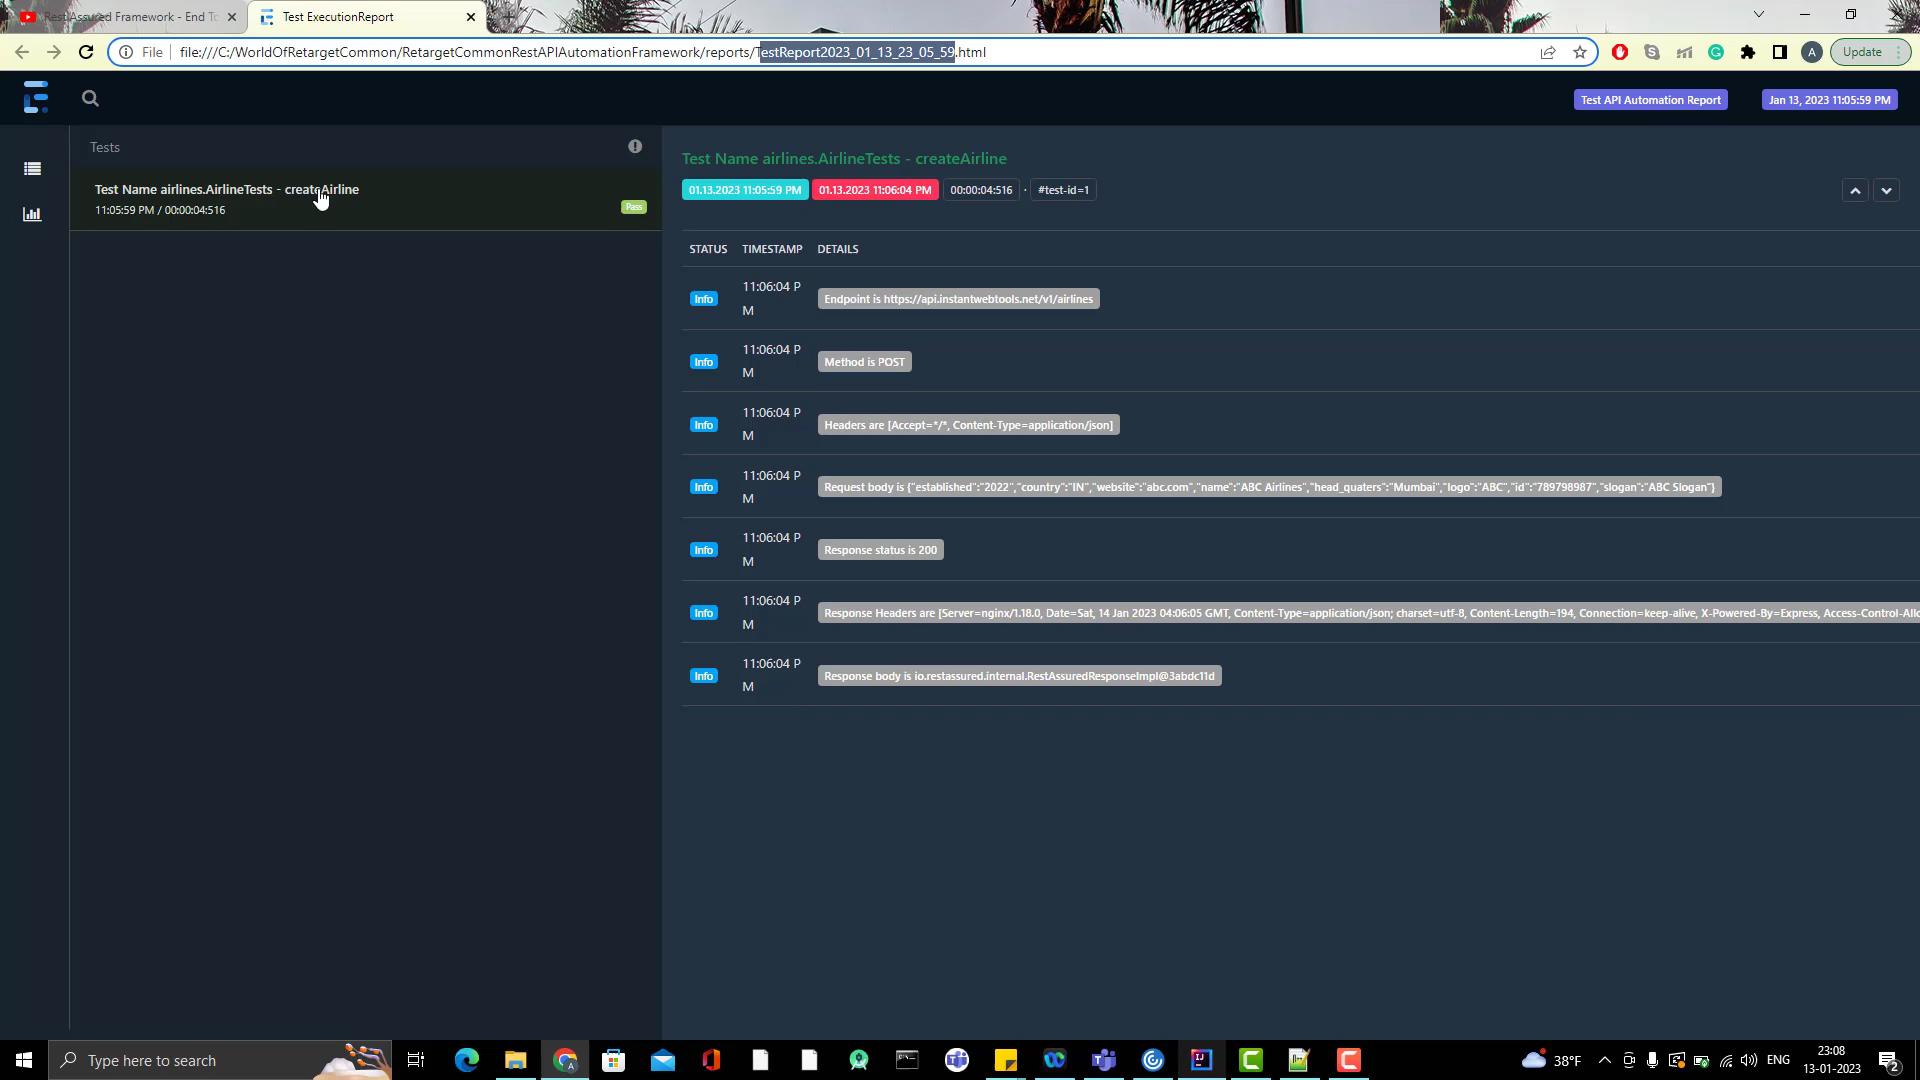 Rest Assured Framework - End To
Test ExecutionReport
File
file:///C:/WorldOfRetargetCommon/RetargetCommonRestAPIAutomationFramework/reports/TestReport2023_01_13_23_05_59.html
A
Update
Test API Automation Report
Jan 13, 2023 11:05:59 PM
Tests
Test Name airlines.AirlineTests - createAirline
11:05:59 PM / 00:00:04:516
Pass
Test Name airlines.AirlineTests - createAirline
01.13.2023 11:05:59 PM
01.13.2023 11:06:04 PM
00:00:04:516
· #test-id=1
STATUS TIMESTAMP DETAILS
Info 11:06:04 P
M
Endpoint is https://api.instantwebtools.net/v1/airlines
Info 11:06:04 P
M
Method is POST
Info 11:06:04 P
M
Headers are [Accept=*/*, Content-Type=application/json]
Info 11:06:04 P
M
Request body is {"established":"2022","country":"IN","website":"abc.com","name":"ABC Airlines","head_quaters":"Mumbai","logo":"ABC","id":"789798987","slogan":"ABC Slogan"}
Info 11:06:04 P
M
Response status is 200
Info 11:06:04 P
M
Response Headers are [Server=nginx/1.18.0, Date=Sat, 14 Jan 2023 04:06:05 GMT, Content-Type=application/json; charset=utf-8, Content-Length=194, Connection=keep-alive, X-Powered-By=Express, Access-Control-Allo
Info 11:06:04 P
M
Response body is io.restassured.internal.RestAssuredResponseImpl@3abdc11d
Type here to search
38°F
ENG
23:08
13-01-2023
2